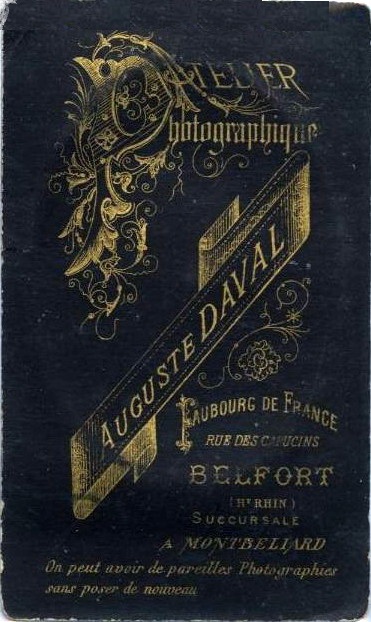 ATELIER
Photographique
AUGUSTE DAVAL
FAUBOURG DE FRANCE
RUE DES CAPUCINS
BELFORT
(HT RHIN)
SUCCURSALE
A MONTBELIARD
On peut avoir de pareilles Photographies
sans poser de nouveau